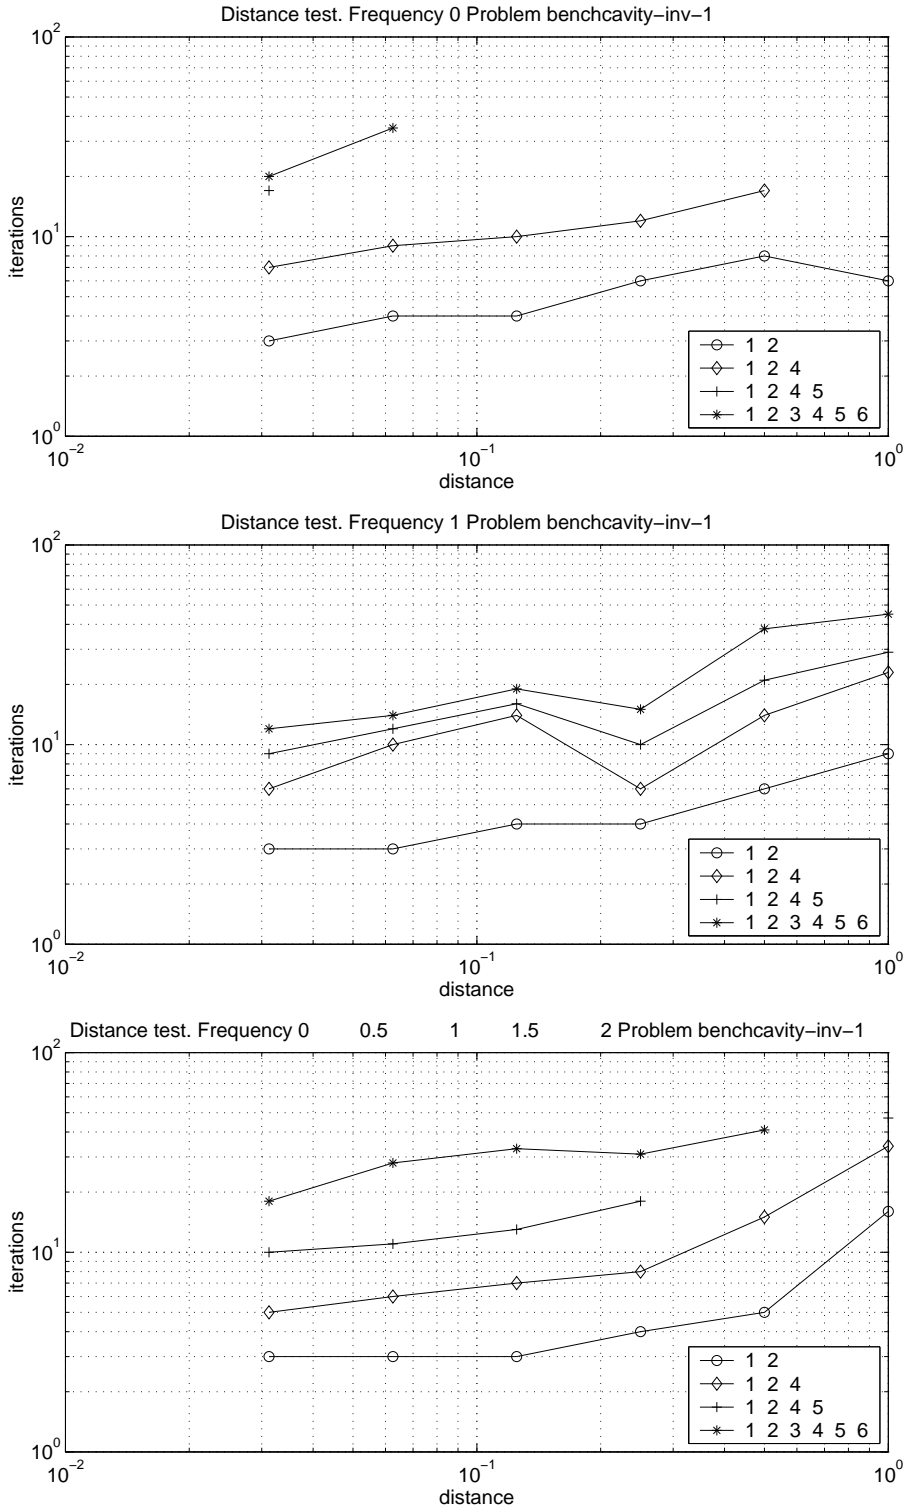 Distance test. Frequency 0 Problem benchcavity−inv−1
10^2
10^1
10^0
iterations
10^−2
10^−1
10^0
distance
1 2
1 2 4
1 2 4 5
1 2 3 4 5 6
Distance test. Frequency 1 Problem benchcavity−inv−1
10^2
10^1
10^0
iterations
10^−2
10^−1
10^0
distance
1 2
1 2 4
1 2 4 5
1 2 3 4 5 6
Distance test. Frequency 0 0.5 1 1.5 2 Problem benchcavity−inv−1
10^2
10^1
10^0
iterations
10^−2
10^−1
10^0
distance
1 2
1 2 4
1 2 4 5
1 2 3 4 5 6